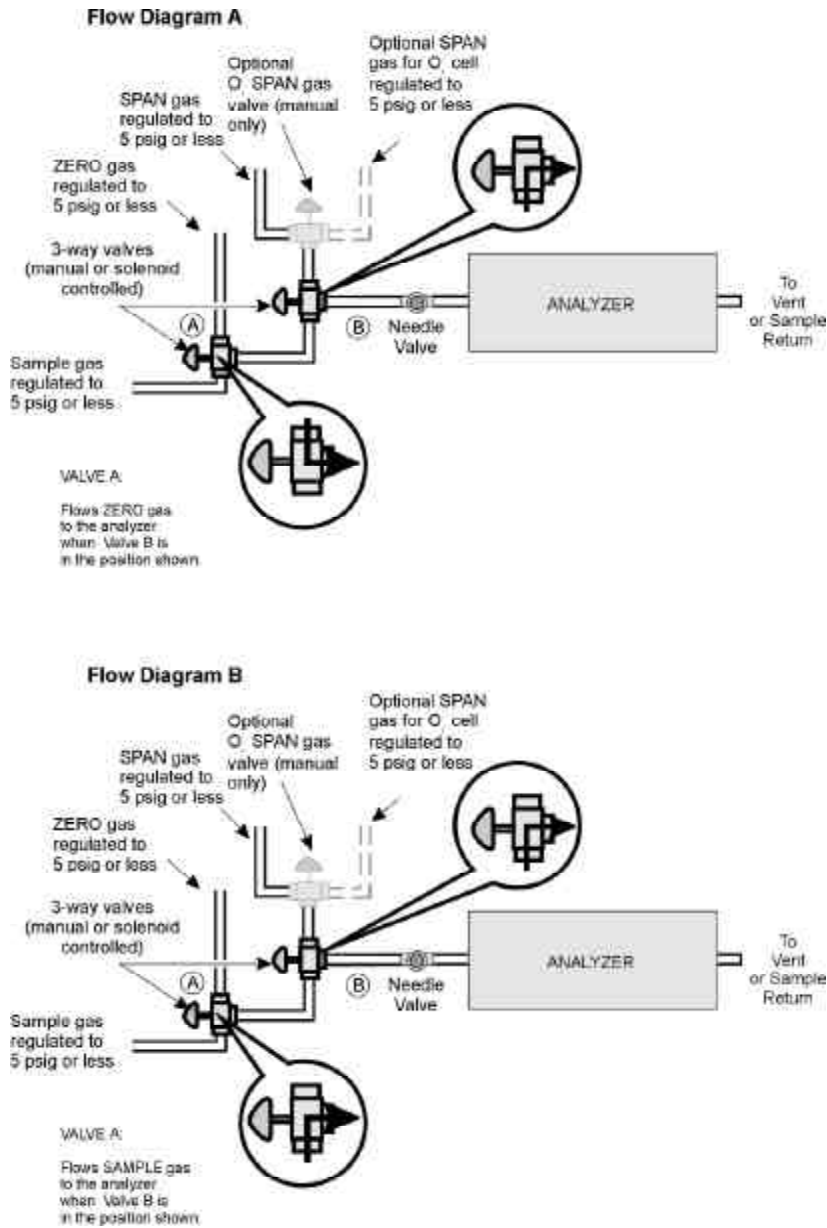 Flow Diagram A
Optional SPAN
gas for O, cell
regulated to
5 psig or less
Optional
O, SPAN gas
valve (manual
only)
SPAN gas
regulated to
5 psig or less
ZERO gas
regulated to
5 psig or less
3-way valves
(manual or solenoid
controlled)
A
B
Needle
Valve
ANALYZER
To
Vent
or Sample
Return
Sample gas
regulated to
5 psig or less
VALVE A:
Flows ZERO gas
to the analyzer
when Valve B is
in the position shown
Flow Diagram B
Optional SPAN
gas for O, cell
regulated to
5 psig or less
Optional
O, SPAN gas
valve (manual
only)
SPAN gas
regulated to
5 psig or less
ZERO gas
regulated to
5 psig or less
3-way valves
(manual or solenoid
controlled)
A
B
Needle
Valve
ANALYZER
To
Vent
or Sample
Return
Sample gas
regulated to
5 psig or less
VALVE A:
Flows SAMPLE gas
to the analyzer
when Valve B is
in the position shown